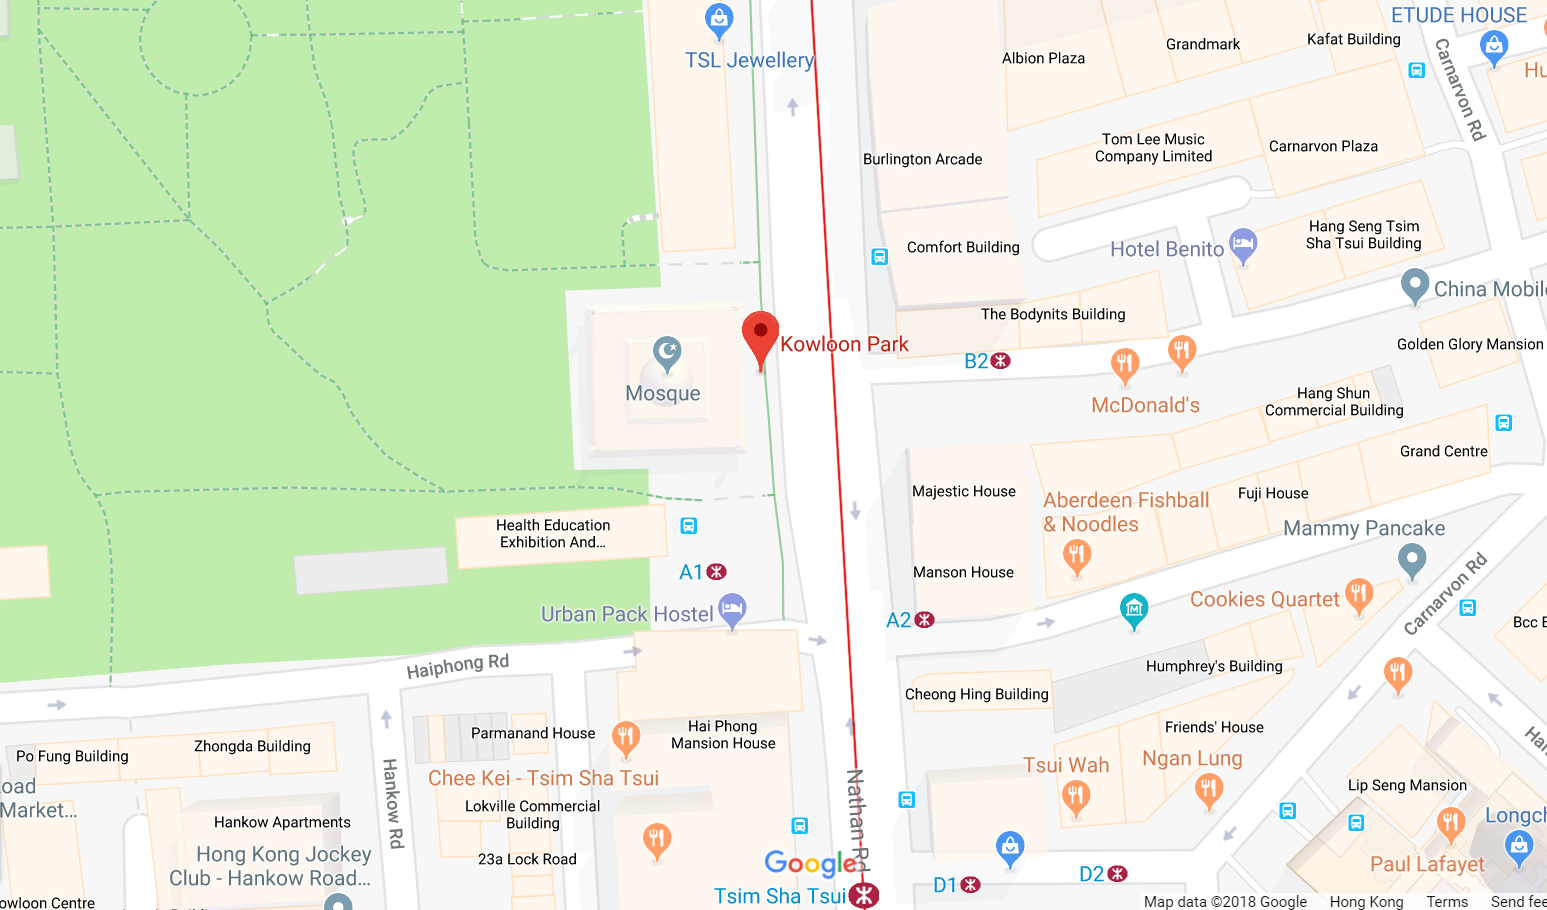 ETUDE HOUSE
Kafat Building
Grandmark
Albion Plaza
TSL Jewellery
Hu
Carnarvon Rd
Tom Lee Music
Company Limited
Carnarvon Plaza
Burlington Arcade
Hang Seng Tsim
Sha Tsui Building
Comfort Building
Hotel Benito
China Mobile
The Bodynits Building
Kowloon Park
Golden Glory Mansion
B2
Mosque
McDonald's
Hang Shun
Commercial Building
Grand Centre
Majestic House
Aberdeen Fishball
& Noodles
Fuji House
Health Education
Exhibition And...
Mammy Pancake
A1
Manson House
Carnarvon Rd
Urban Pack Hostel
A2
Cookies Quartet
Bcc B
Haiphong Rd
Humphrey's Building
Cheong Hing Building
Parmanand House
Hai Phong
Mansion House
Friends' House
Han
Po Fung Building
Zhongda Building
Chee Kei - Tsim Sha Tsui
Tsui Wah
Ngan Lung
Hankow Rd
Nathan Rd
oad
Market...
Lip Seng Mansion
Lokville Commercial
Building
Hankow Apartments
Longch
Hong Kong Jockey
Club - Hankow Road...
23a Lock Road
Google
Paul Lafayet
D1
D2
Tsim Sha Tsui
owloon Centre
Map data ©2018 Google
Hong Kong
Terms
Send fee